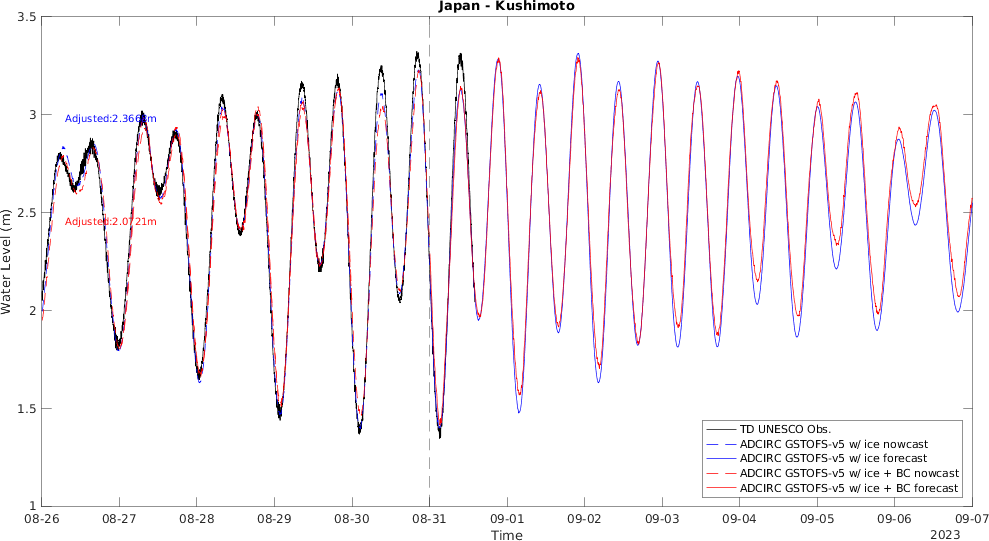 Japan - Kushimoto
3.5
3
2.5
2
1.5
1
Water Level (m)
Adjusted:2.366 m
Adjusted:2.0721m
TD UNESCO Obs.
ADCIRC GSTOFS-v5 w/ ice nowcast
ADCIRC GSTOFS-v5 w/ ice forecast
ADCIRC GSTOFS-v5 w/ ice + BC nowcast
ADCIRC GSTOFS-v5 w/ ice + BC forecast
08-26 08-27 08-28 08-29 08-30 08-31 09-01 09-02 09-03 09-04 09-05 09-06 09-07
Time
2023